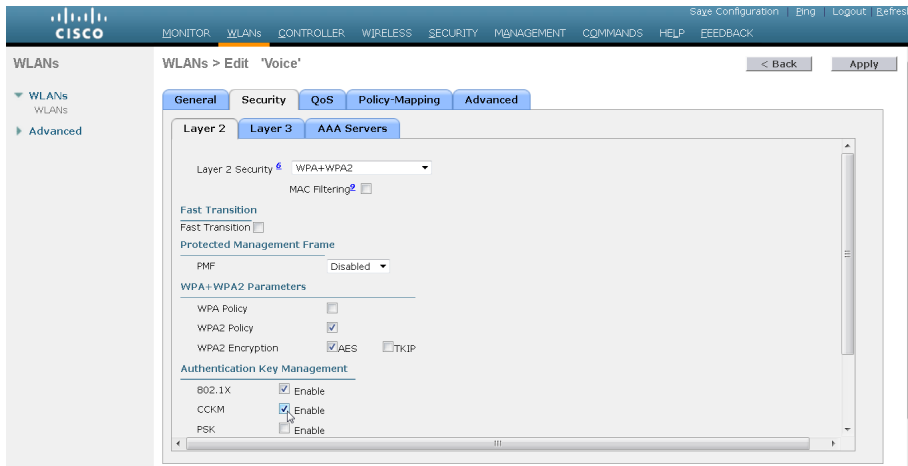 Save Configuration | Ping | Logout | Refres
CISCO
MONITOR WLANs CONTROLLER WIRELESS SECURITY MANAGEMENT COMMANDS HELP FEEDBACK
WLANs
WLANs > Edit 'Voice'
< Back
Apply
WLANs
WLANs
Advanced
General Security QoS Policy-Mapping Advanced
Layer 2 Layer 3 AAA Servers
Layer 2 Security 6 WPA+WPA2
MAC Filtering 9
Fast Transition
Fast Transition
Protected Management Frame
PMF Disabled
WPA+WPA2 Parameters
WPA Policy
WPA2 Policy
WPA2 Encryption AES TKIP
Authentication Key Management
802.1X Enable
CCKM Enable
PSK Enable